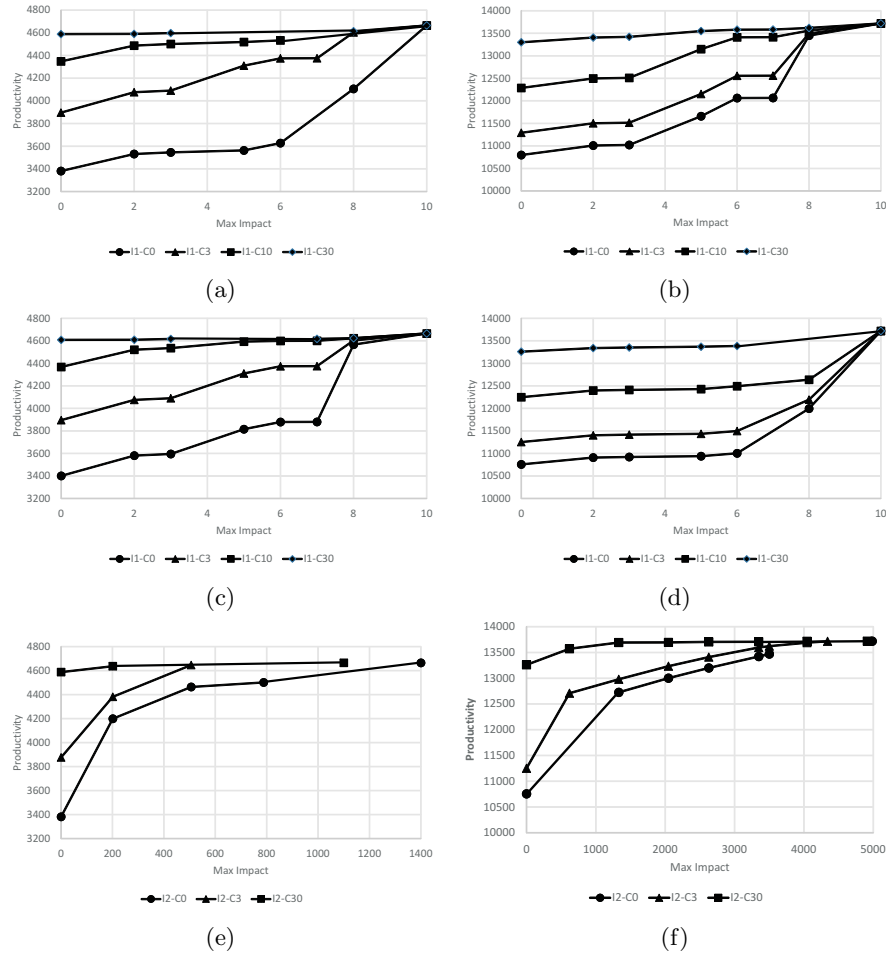 4800
4600
4400
4200
4000
3800
3600
3400
3200
Productivity
0 2 4 6 8 10
Max Impact
I1-C0 I1-C3 I1-C10 I1-C30
(a)
14000
13500
13000
12500
12000
11500
11000
10500
10000
Productivity
0 2 4 6 8 10
Max Impact
I1-C0 I1-C3 I1-C10 I1-C30
(b)
4800
4600
4400
4200
4000
3800
3600
3400
3200
Productivity
0 2 4 6 8 10
Max Impact
I1-C0 I1-C3 I1-C10 I1-C30
(c)
14000
13500
13000
12500
12000
11500
11000
10500
10000
Productivity
0 2 4 6 8 10
Max Impact
I1-C0 I1-C3 I1-C10 I1-C30
(d)
4800
4600
4400
4200
4000
3800
3600
3400
3200
Productivity
0 200 400 600 800 1000 1200 1400
Max Impact
I2-C0 I2-C3 I2-C30
(e)
14000
13500
13000
12500
12000
11500
11000
10500
10000
Productivity
0 1000 2000 3000 4000 5000
Max Impact
I2-C0 I2-C3 I2-C30
(f)